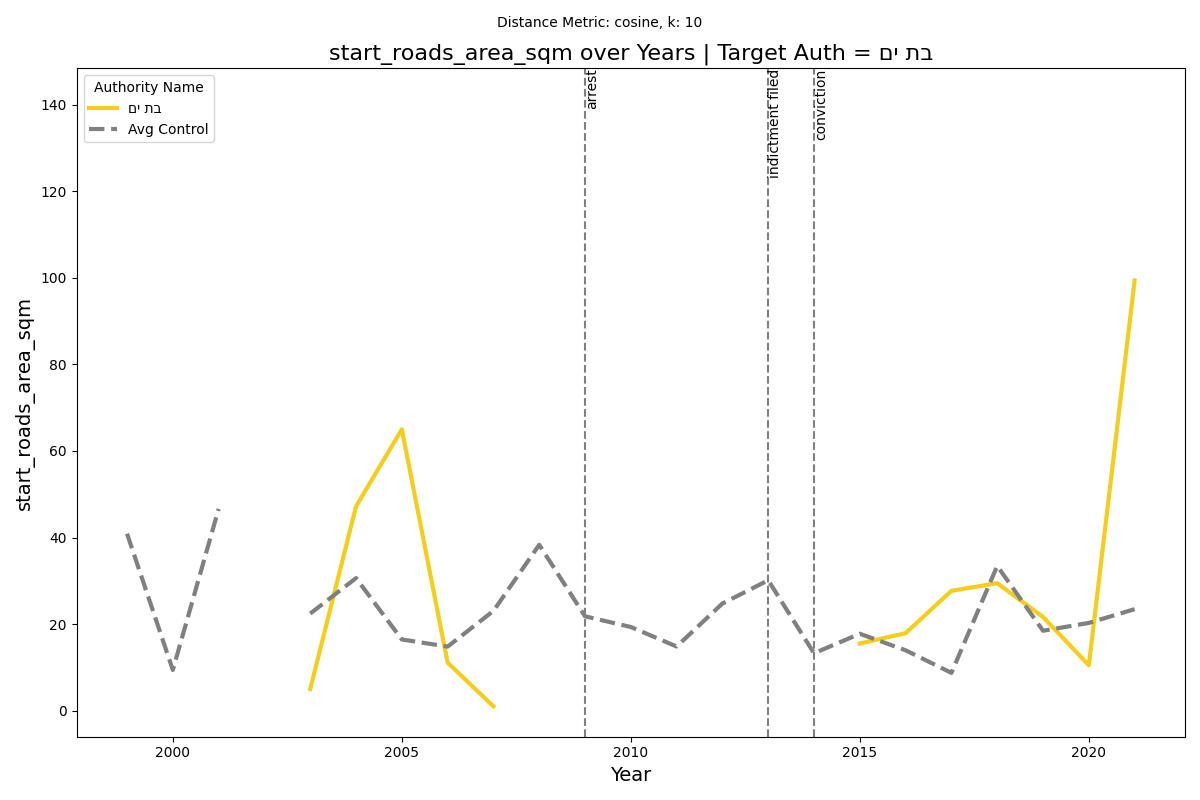 Distance Metric: cosine, k: 10
start_roads_area_sqm over Years | Target Auth = בת ים
Authority Name
בת ים
Avg Control
arrest
indictment filed
conviction
140
120
100
80
60
40
20
0
start_roads_area_sqm
2000
2005
2010
2015
2020
Year